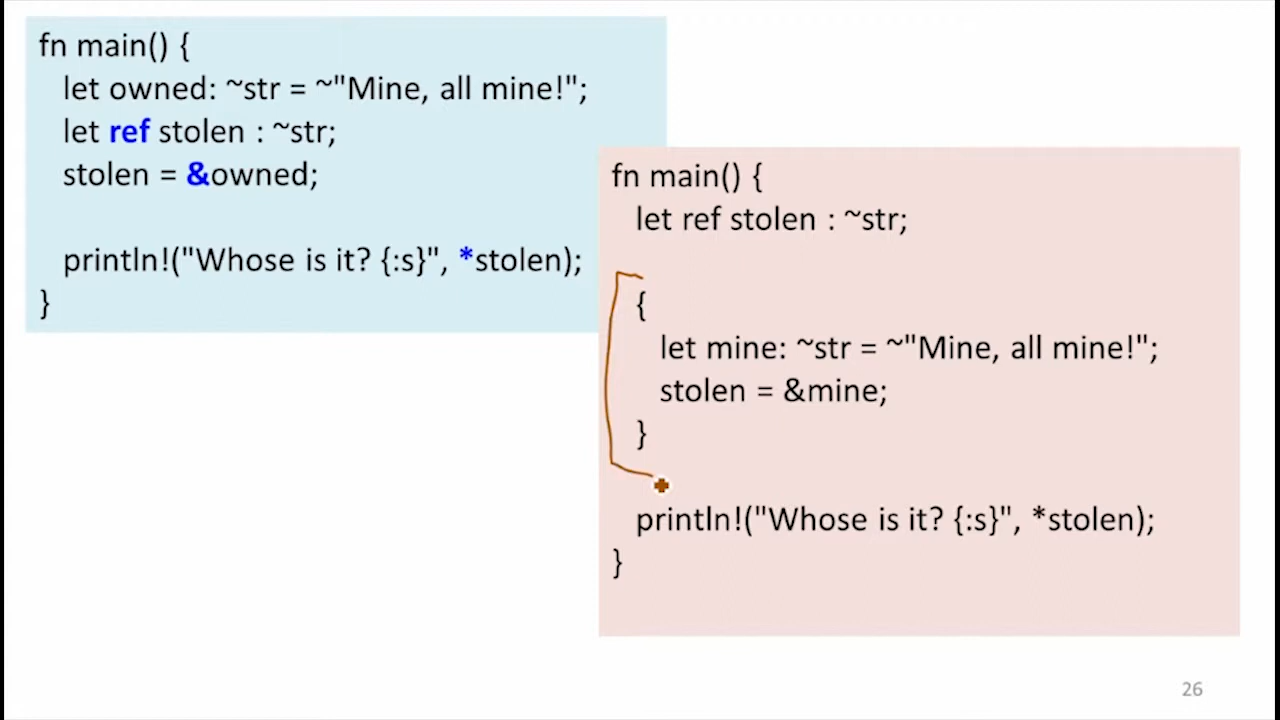 fn main() {
let owned: ~str = ~"Mine, all mine!";
let ref stolen : ~str;
stolen = &owned;
println!("Whose is it? {:s}", *stolen);
}
fn main() {
let ref stolen : ~str;
{
let mine: ~str = ~"Mine, all mine!";
stolen = &mine;
}
println!("Whose is it? {:s}", *stolen);
}
26